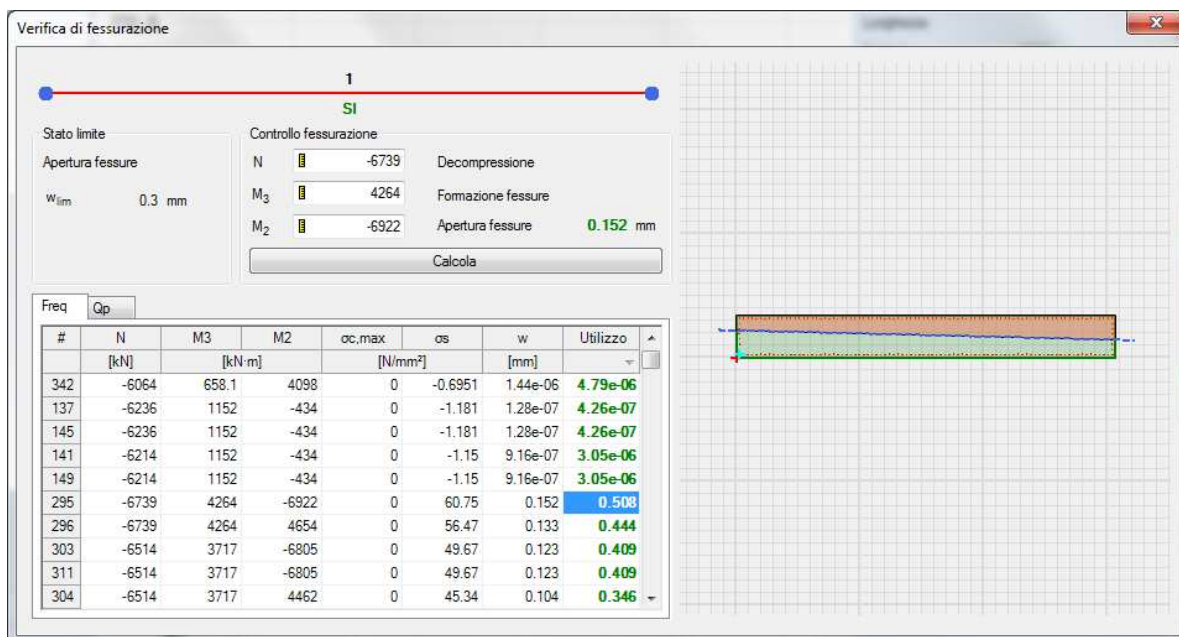 Verifica di fessurazione
1
SI
Stato limite
Apertura fessure
wlim 0.3 mm
Controllo fessurazione
N -6739 Decompressione
M3 4264 Formazione fessure
M2 -6922 Apertura fessure 0.152 mm
Calcola
Freq Qp
# N M3 M2 σc,max σs w Utilizzo
[kN] [kN·m] [N/mm²] [mm]
342 -6064 658.1 4098 0 -0.6951 1.44e-06 4.79e-06
137 -6236 1152 -434 0 -1.181 1.28e-07 4.26e-07
145 -6236 1152 -434 0 -1.181 1.28e-07 4.26e-07
141 -6214 1152 -434 0 -1.15 9.16e-07 3.05e-06
149 -6214 1152 -434 0 -1.15 9.16e-07 3.05e-06
295 -6739 4264 -6922 0 60.75 0.152 0.508
296 -6739 4264 4654 0 56.47 0.133 0.444
303 -6514 3717 -6805 0 49.67 0.123 0.409
311 -6514 3717 -6805 0 49.67 0.123 0.409
304 -6514 3717 4462 0 45.34 0.104 0.346